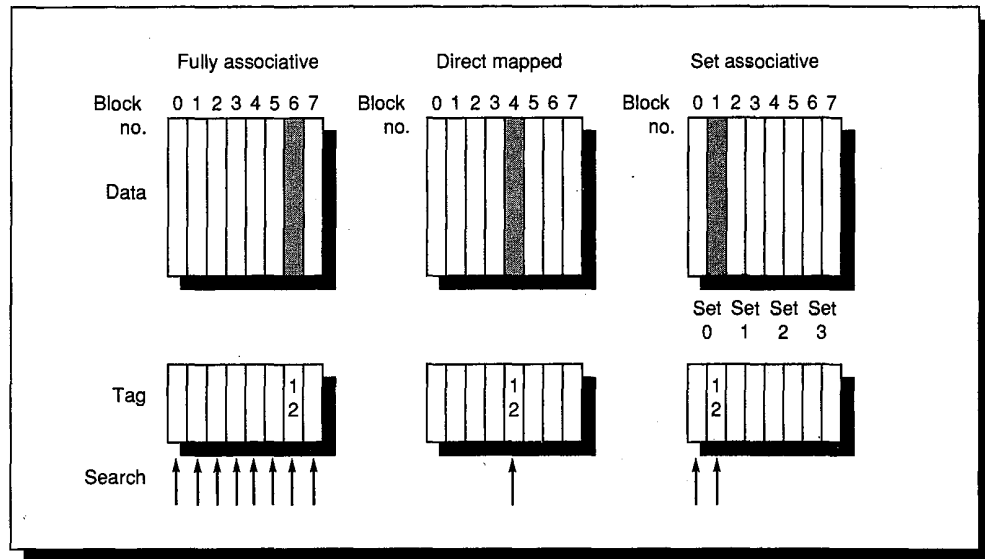 Fully associative Direct mapped Set associative
Block 0 1 2 3 4 5 6 7 Block 0 1 2 3 4 5 6 7 Block 0 1 2 3 4 5 6 7
no. no. no.
Data
Set Set Set Set
0 1 2 3
Tag 1 1 1
2 2 2
Search